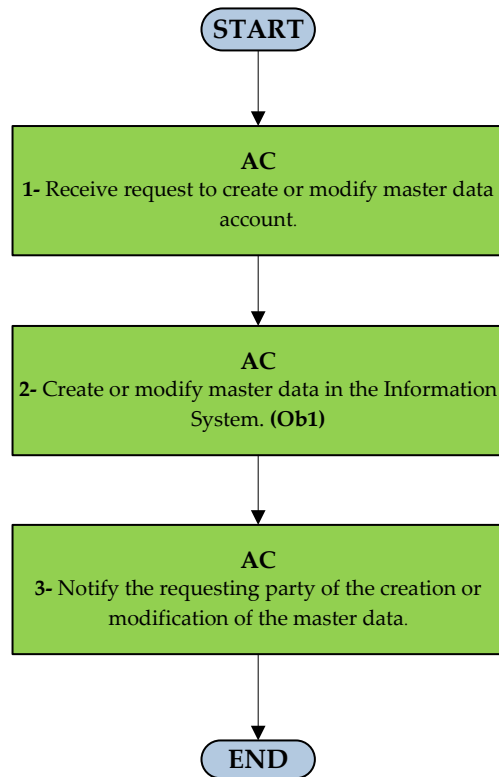 START
AC
1- Receive request to create or modify master data
account.
AC
2- Create or modify master data in the Information
System. (Ob1)
AC
3- Notify the requesting party of the creation or
modification of the master data.
END